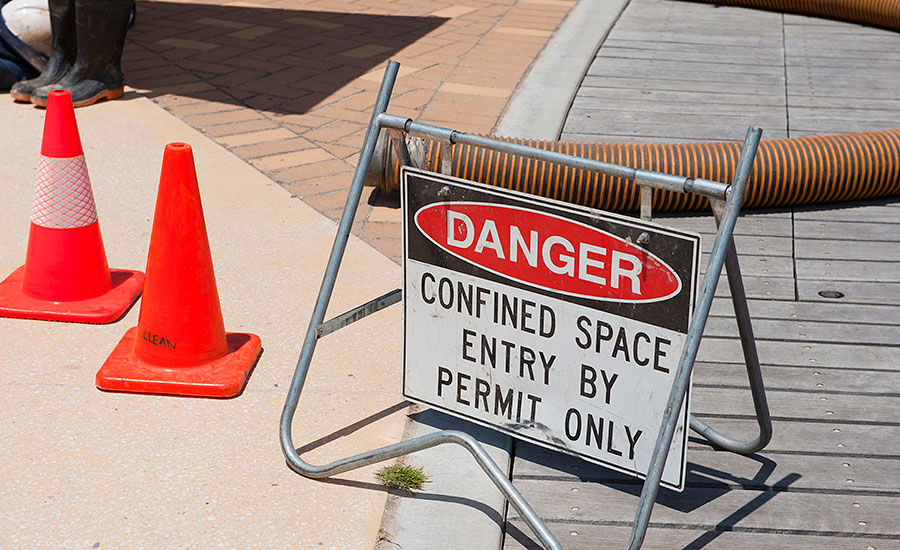 DANGER
CONFINED SPACE
ENTRY BY
PERMIT ONLY
CLEAN